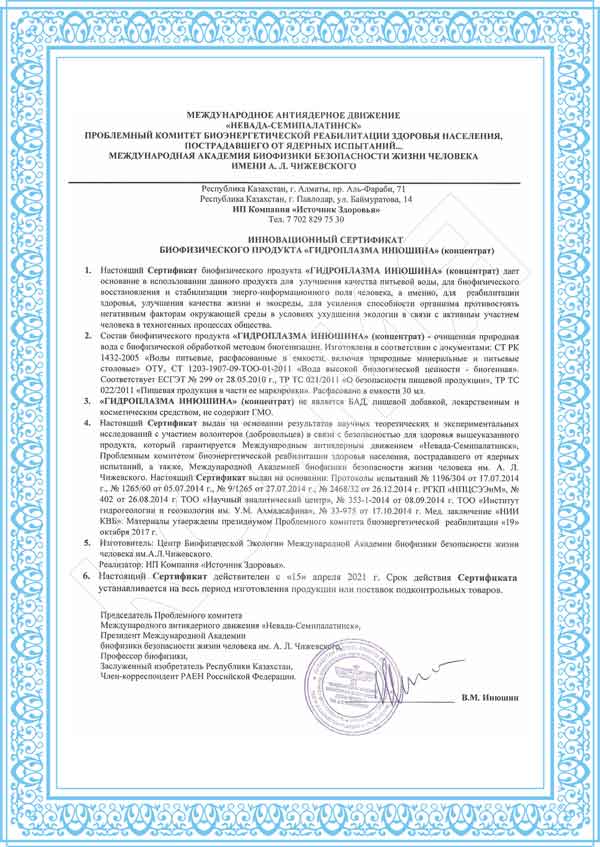 МЕЖДУНАРОДНОЕ АНТИЯДЕРНОЕ ДВИЖЕНИЕ
«НЕВАДА-СЕМИПАЛАТИНСК»
ПРОБЛЕМНЫЙ КОМИТЕТ БИОЭНЕРГЕТИЧЕСКОЙ РЕАБИЛИТАЦИИ ЗДОРОВЬЯ НАСЕЛЕНИЯ,
ПОСТРАДАВШЕГО ОТ ЯДЕРНЫХ ИСПЫТАНИЙ...
МЕЖДУНАРОДНАЯ АКАДЕМИЯ БИОФИЗИКИ БЕЗОПАСНОСТИ ЖИЗНИ ЧЕЛОВЕКА
ИМЕНИ А. Л. ЧИЖЕВСКОГО
Республика Казахстан, г. Алматы, пр. Аль-Фараби, 71
Республика Казахстан, г. Павлодар, ул. Баймуратова, 14
ИП Компания «Источник Здоровья»
Тел. 7 702 829 75 30
ИННОВАЦИОННЫЙ СЕРТИФИКАТ
БИОФИЗИЧЕСКОГО ПРОДУКТА «ГИДРОПЛАЗМА ИНЮШИНА» (концентрат)
1. Настоящий Сертификат биофизического продукта «ГИДРОПЛАЗМА ИНЮШИНА» (концентрат) дает
основание в использовании данного продукта для улучшения качества питьевой воды, для биофизического
восстановления и стабилизации энерго-информационного поля человека, а именно, для реабилитации
здоровья, улучшения качества жизни и экосреды, для усиления способности организма противостоять
негативным факторам окружающей среды в условиях ухудшения экологии в связи с активным участием
человека в техногенных процессах общества.
2. Состав биофизического продукта «ГИДРОПЛАЗМА ИНЮШИНА» (концентрат) - очищенная природная
вода с биофизической обработкой методом биогенизации. Изготовлена в соответствии с документами: СТ РК
1432-2005 «Воды питьевые, расфасованные в емкости, включая природные минеральные и питьевые
столовые» ОТУ, СТ 1203-1907-09-ТОО-01-2011 «Вода высокой биологической ценности - биогенная».
Соответствует ЕСГЭТ № 299 от 28.05.2010 г., ТР ТС 021/2011 «О безопасности пищевой продукции», ТР ТС
022/2011 «Пищевая продукция в части ее маркировки». Расфасовано в емкости 30 мл.
3. «ГИДРОПЛАЗМА ИНЮШИНА» (концентрат) не является БАД, пищевой добавкой, лекарственным и
косметическим средством, не содержит ГМО.
4. Настоящий Сертификат выдан на основании результатов научных теоретических и экспериментальных
исследований с участием волонтеров (добровольцев) в связи с безопасностью для здоровья вышеуказанного
продукта, который гарантируется Международным антиядерным движением «Невада-Семипалатинск»,
Проблемным комитетом биоэнергетической реабилитации здоровья населения, пострадавшего от ядерных
испытаний, а также, Международной Академией биофизики безопасности жизни человека им. А. Л.
Чижевского. Настоящий Сертификат выдан на основании: Протоколы испытаний № 1196/304 от 17.07.2014
г., № 1265/60 от 05.07.2014 г., № 9/1265 от 27.07.2014 г., № 2468/32 от 26.12.2014 г. РГКП «НПЦСЭЭиМ», №
402 от 26.08.2014 г. ТОО «Научный аналитический центр», № 353-1-2014 от 08.09.2014 г. ТОО «Институт
гидрогеологии и геоэкологии им. У.М. Ахмадсафина», № 33-975 от 17.10.2014 г. Мед. заключение «НИИ
КВБ». Материалы утверждены президиумом Проблемного комитета биоэнергетической реабилитации «19»
октября 2017 г.
5. Изготовитель: Центр Биофизической Экологии Международной Академии биофизики безопасности жизни
человека им.А.Л.Чижевского.
Реализатор: ИП Компания «Источник Здоровья».
6. Настоящий Сертификат действителен с «15» апреля 2021 г. Срок действия Сертификата
устанавливается на весь период изготовления продукции или поставок подконтрольных товаров.
Председатель Проблемного комитета
Международного антиядерного движения «Невада-Семипалатинск»,
Президент Международной Академии
биофизики безопасности жизни человека им. А. Л. Чижевского,
Профессор биофизики,
Заслуженный изобретатель Республики Казахстан,
Член-корреспондент РАЕН Российской Федерации.
В.М. Инюшин